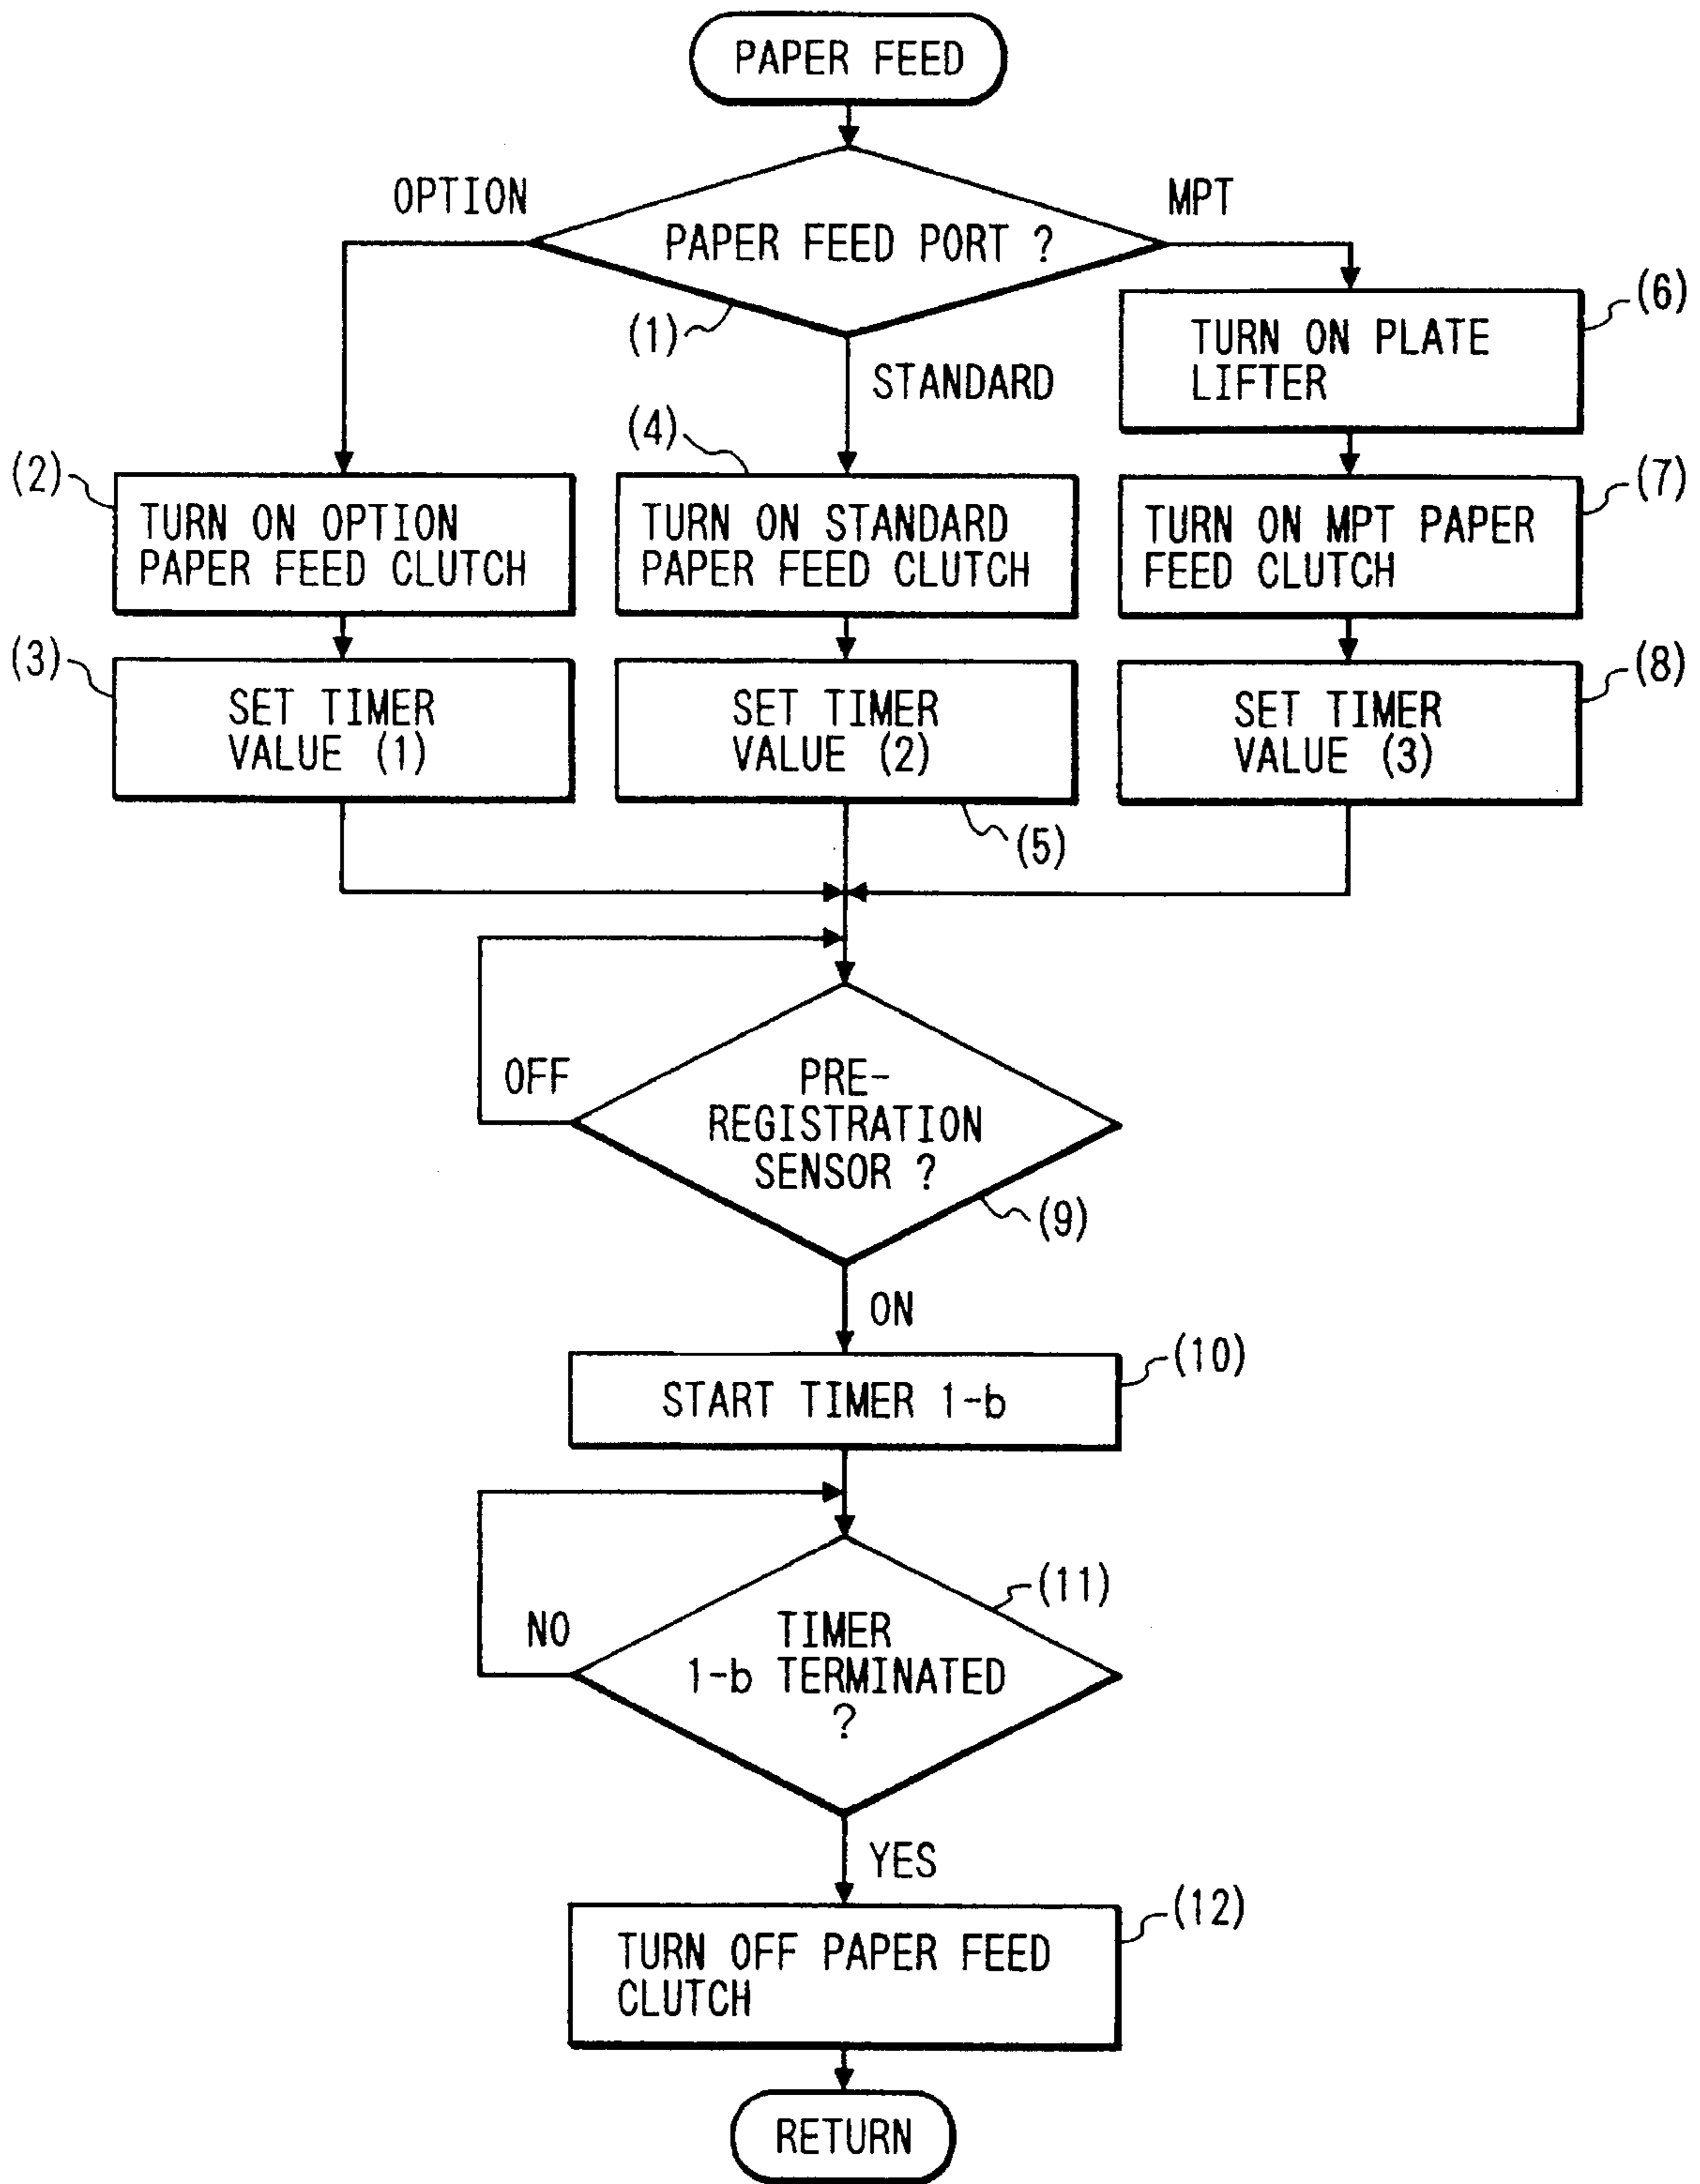 PAPER FEED
OPTION
MPT
PAPER FEED PORT ?
(1)
STANDARD
(6)
TURN ON PLATE
LIFTER
(2)
TURN ON OPTION
PAPER FEED CLUTCH
(4)
TURN ON STANDARD
PAPER FEED CLUTCH
(7)
TURN ON MPT PAPER
FEED CLUTCH
(3)
SET TIMER
VALUE (1)
SET TIMER
VALUE (2)
(5)
(8)
SET TIMER
VALUE (3)
OFF
PRE-
REGISTRATION
SENSOR ?
(9)
ON
(10)
START TIMER 1-b
(11)
NO
TIMER
1-b TERMINATED
?
YES
(12)
TURN OFF PAPER FEED
CLUTCH
RETURN